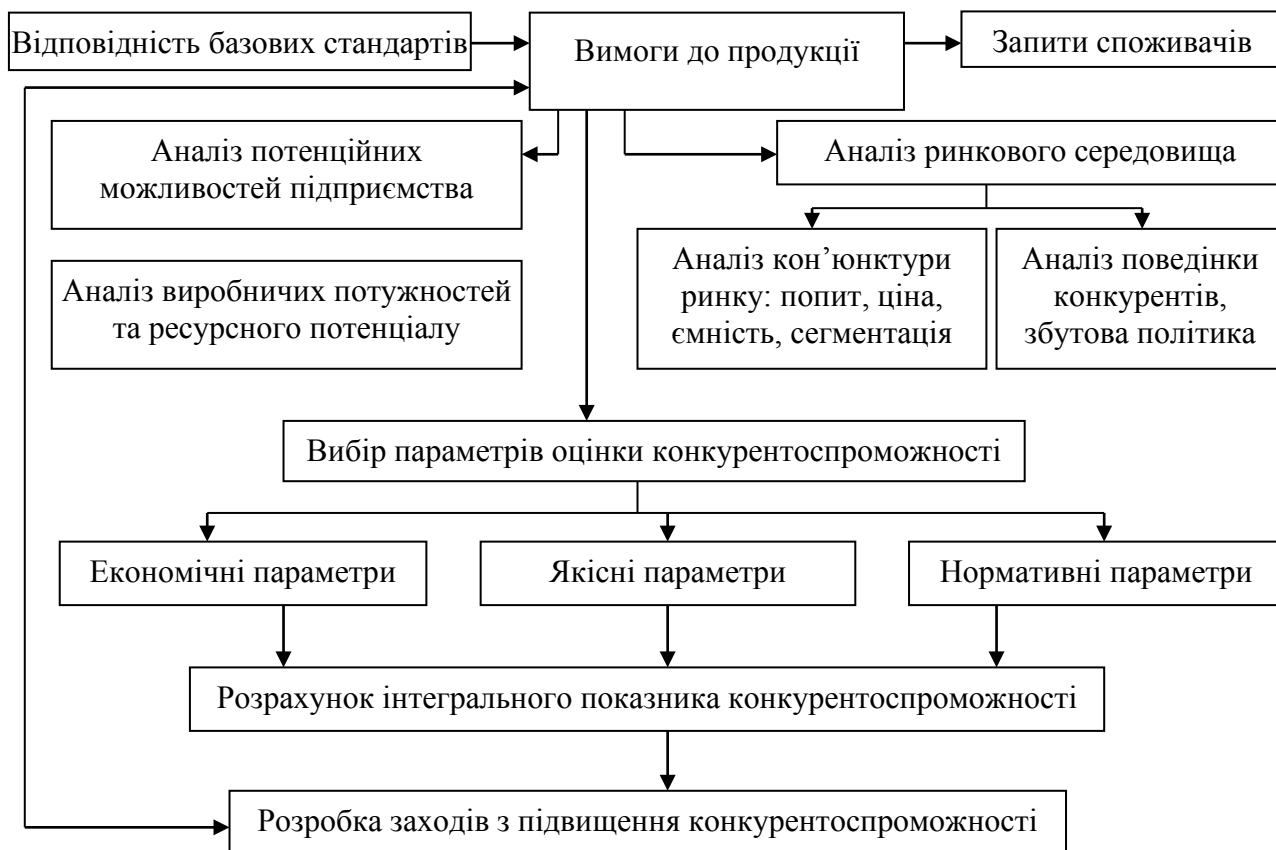 Відповідність базових стандартів
Вимоги до продукції
Запити споживачів
Аналіз потенційних
можливостей підприємства
Аналіз ринкового середовища
Аналіз виробничих потужностей
та ресурсного потенціалу
Аналіз кон’юнктури
ринку: попит, ціна,
ємність, сегментація
Аналіз поведінки
конкурентів,
збутова політика
Вибір параметрів оцінки конкурентоспроможності
Економічні параметри
Якісні параметри
Нормативні параметри
Розрахунок інтегрального показника конкурентоспроможності
Розробка заходів з підвищення конкурентоспроможності